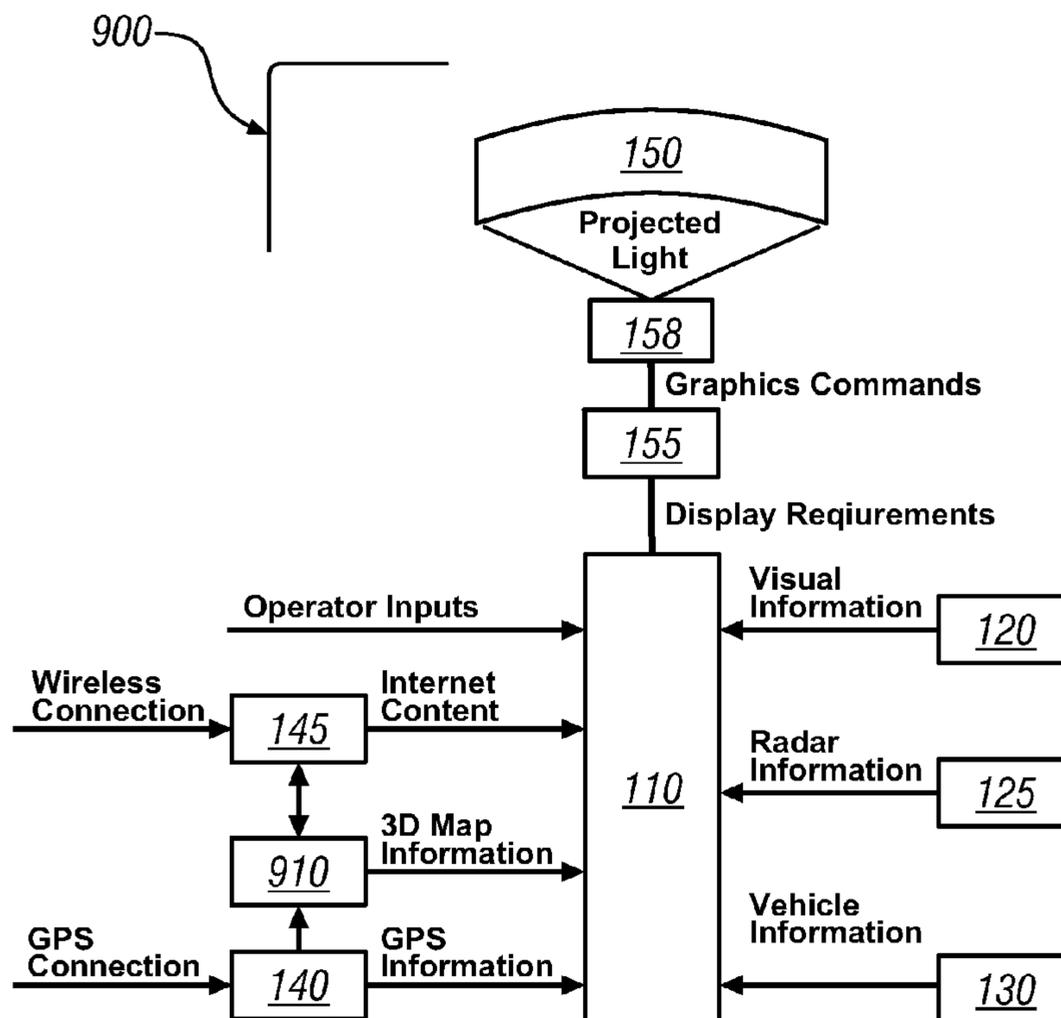 900
150
Projected
Light
158
Graphics Commands
155
Display Reqiurements
Operator Inputs
Visual
Information
120
Wireless
Connection
145
Internet
Content
110
Radar
Information
125
910
3D Map
Information
GPS
Connection
140
GPS
Information
Vehicle
Information
130